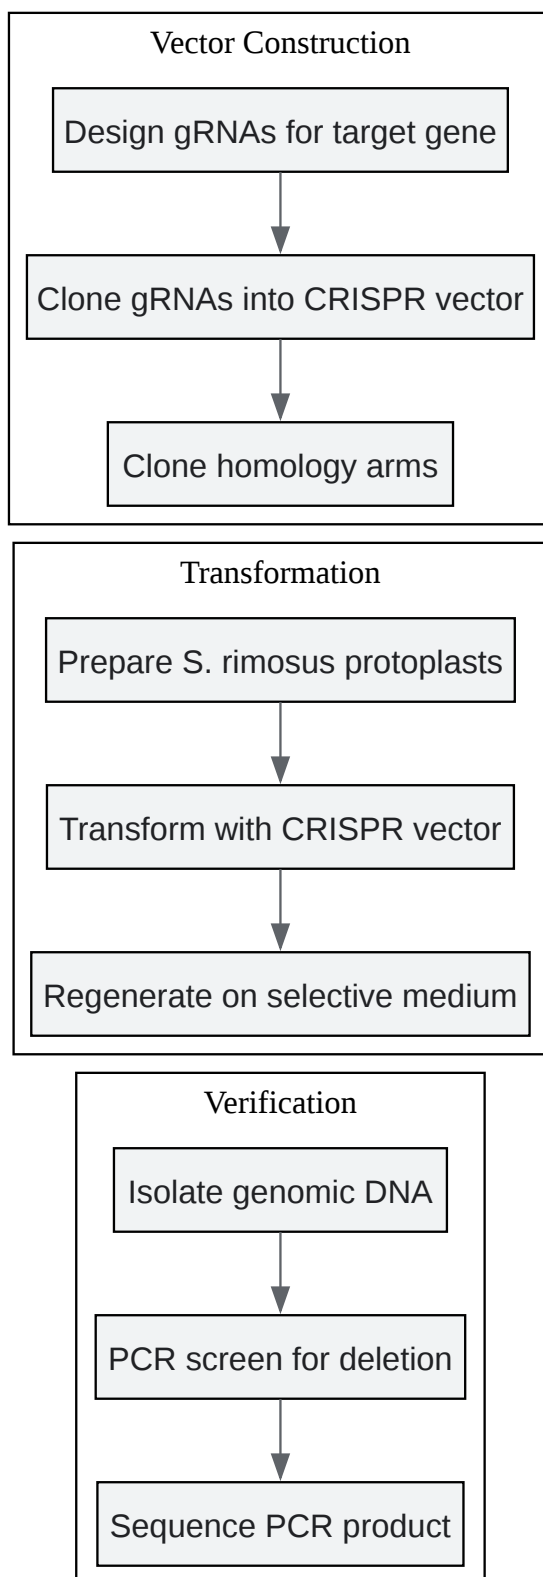 Vector Construction
Design gRNAs for target gene
Clone gRNAs into CRISPR vector
Clone homology arms
Transformation
Prepare S. rimosus protoplasts
Transform with CRISPR vector
Regenerate on selective medium
Verification
Isolate genomic DNA
PCR screen for deletion
Sequence PCR product